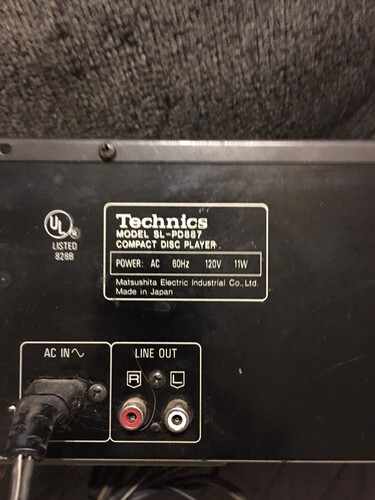 UL
LISTED
828B
Technics
MODEL SL-PD887
COMPACT DISC PLAYER
POWER: AC 60Hz 120V 11W
Matsushita Electric Industrial Co., Ltd.
Made in Japan
AC IN
LINE OUT
R L